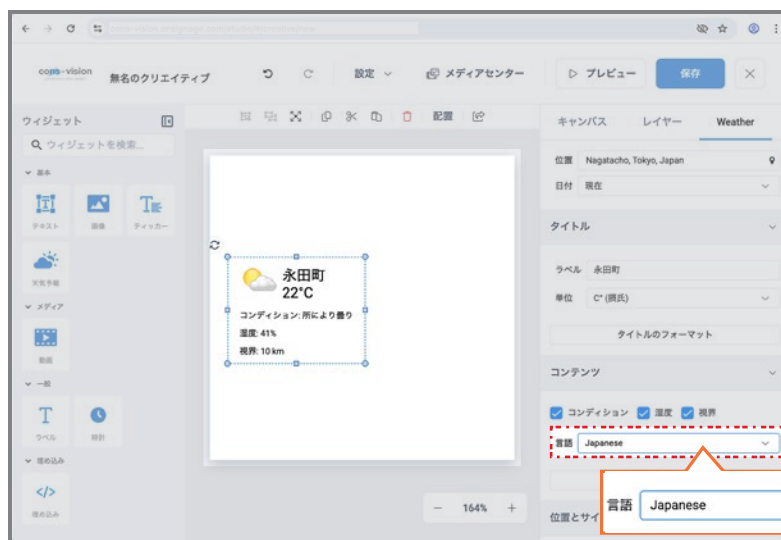 cons-vision
無名のクリエイティブ
設定
メディアセンター
プレビュー
保存
ウィジェット
配置
キャンバス
レイヤー
Weather
ウィジェットを検索...
基本
位置 Nagatacho, Tokyo, Japan
日付 現在
テキスト
画像
ティッカー
タイトル
天気予報
永田町
22°C
ラベル 永田町
メディア
単位 C° (摂氏)
コンディション: 所により曇り
湿度: 41%
視界: 10 km
タイトルのフォーマット
動画
コンテンツ
一般
コンディション 湿度 視界
ラベル
時計
言語 Japanese
埋め込み
164%
言語 Japanese
埋め込み
位置とサイ